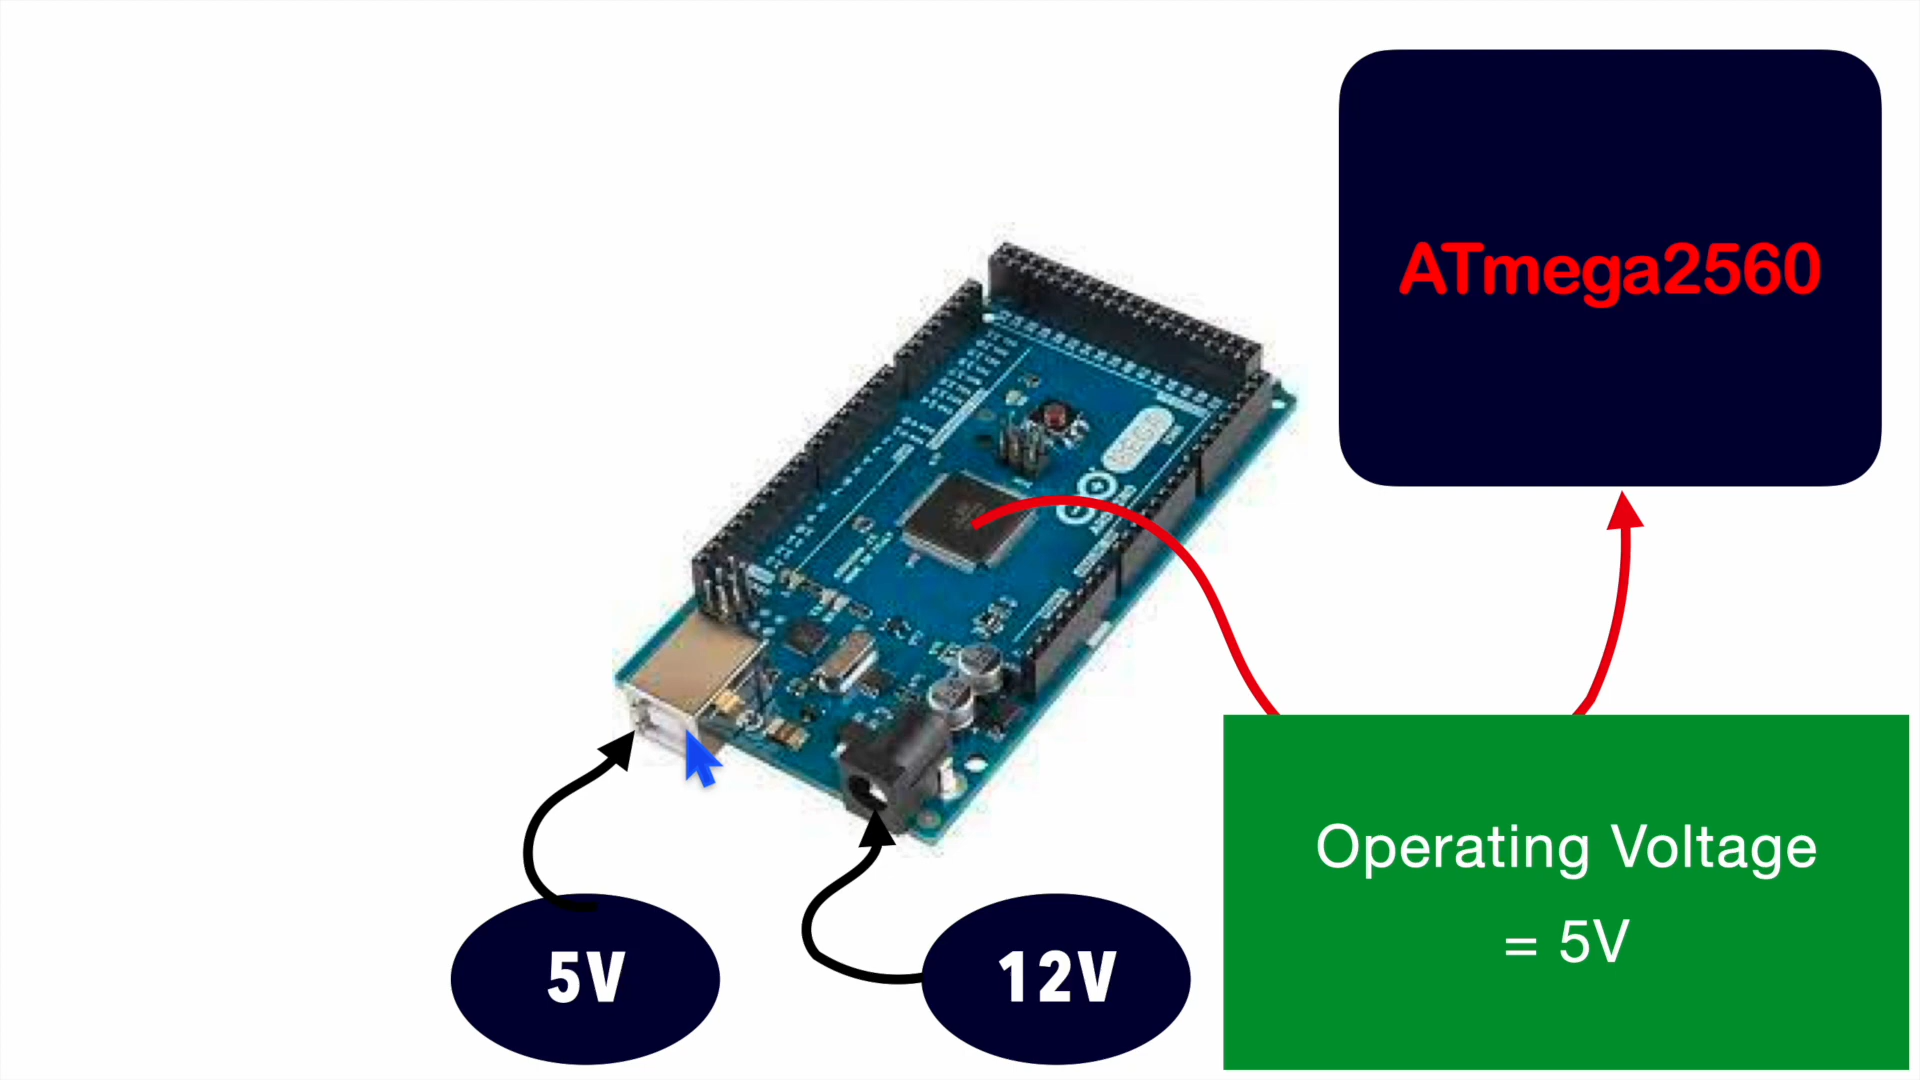 ATmega2560
Operating Voltage
= 5V
5V
12V